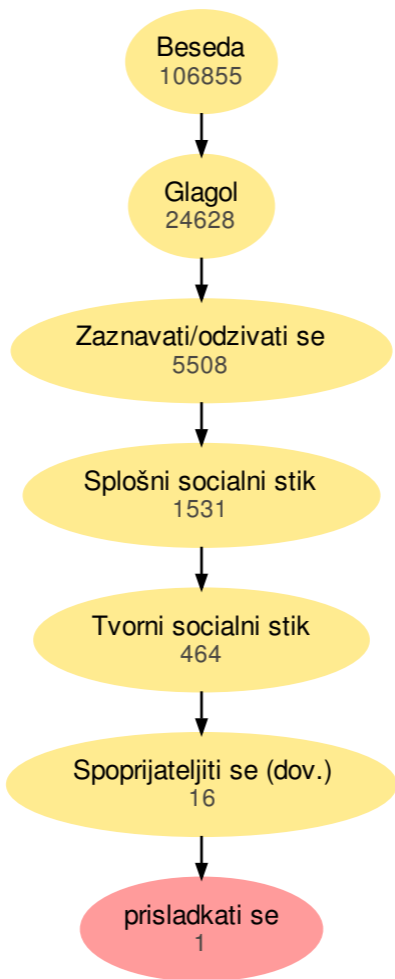 Beseda
106855
Glagol
24628
Zaznavati/odzivati se
5508
Splošni socialni stik
1531
Tvorni socialni stik
464
Spoprijateljiti se (dov.)
16
prisladkati se
1